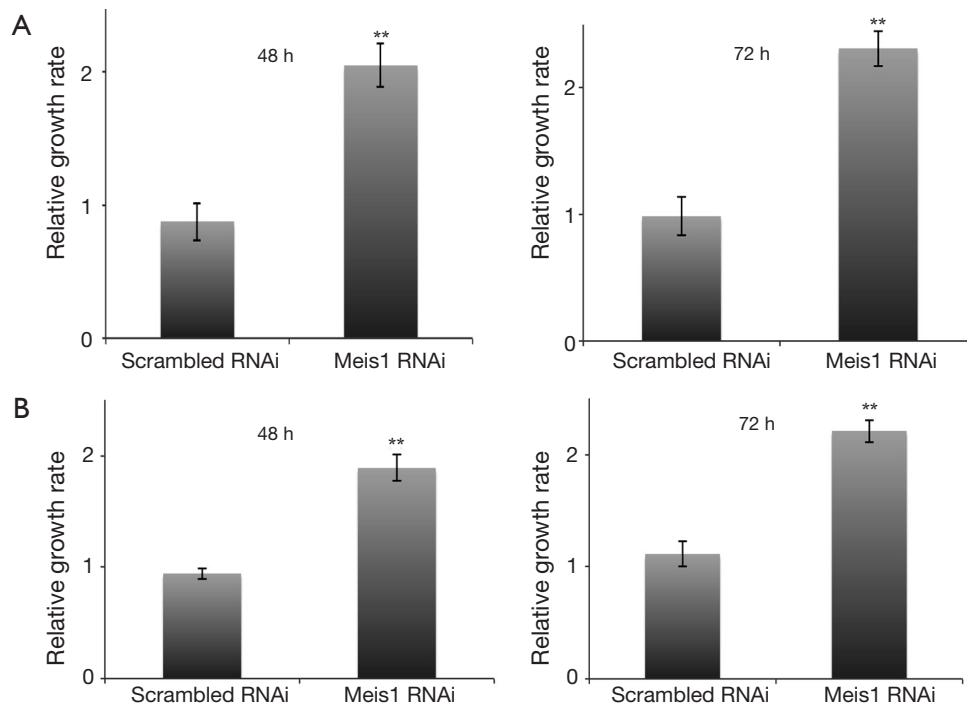 A
Relative growth rate
2
1
0
48 h
**
Scrambled RNAi
Meis1 RNAi
Relative growth rate
2
1
0
72 h
**
Scrambled RNAi
Meis1 RNAi
B
Relative growth rate
2
1
0
48 h
**
Scrambled RNAi
Meis1 RNAi
Relative growth rate
2
1
0
72 h
**
Scrambled RNAi
Meis1 RNAi